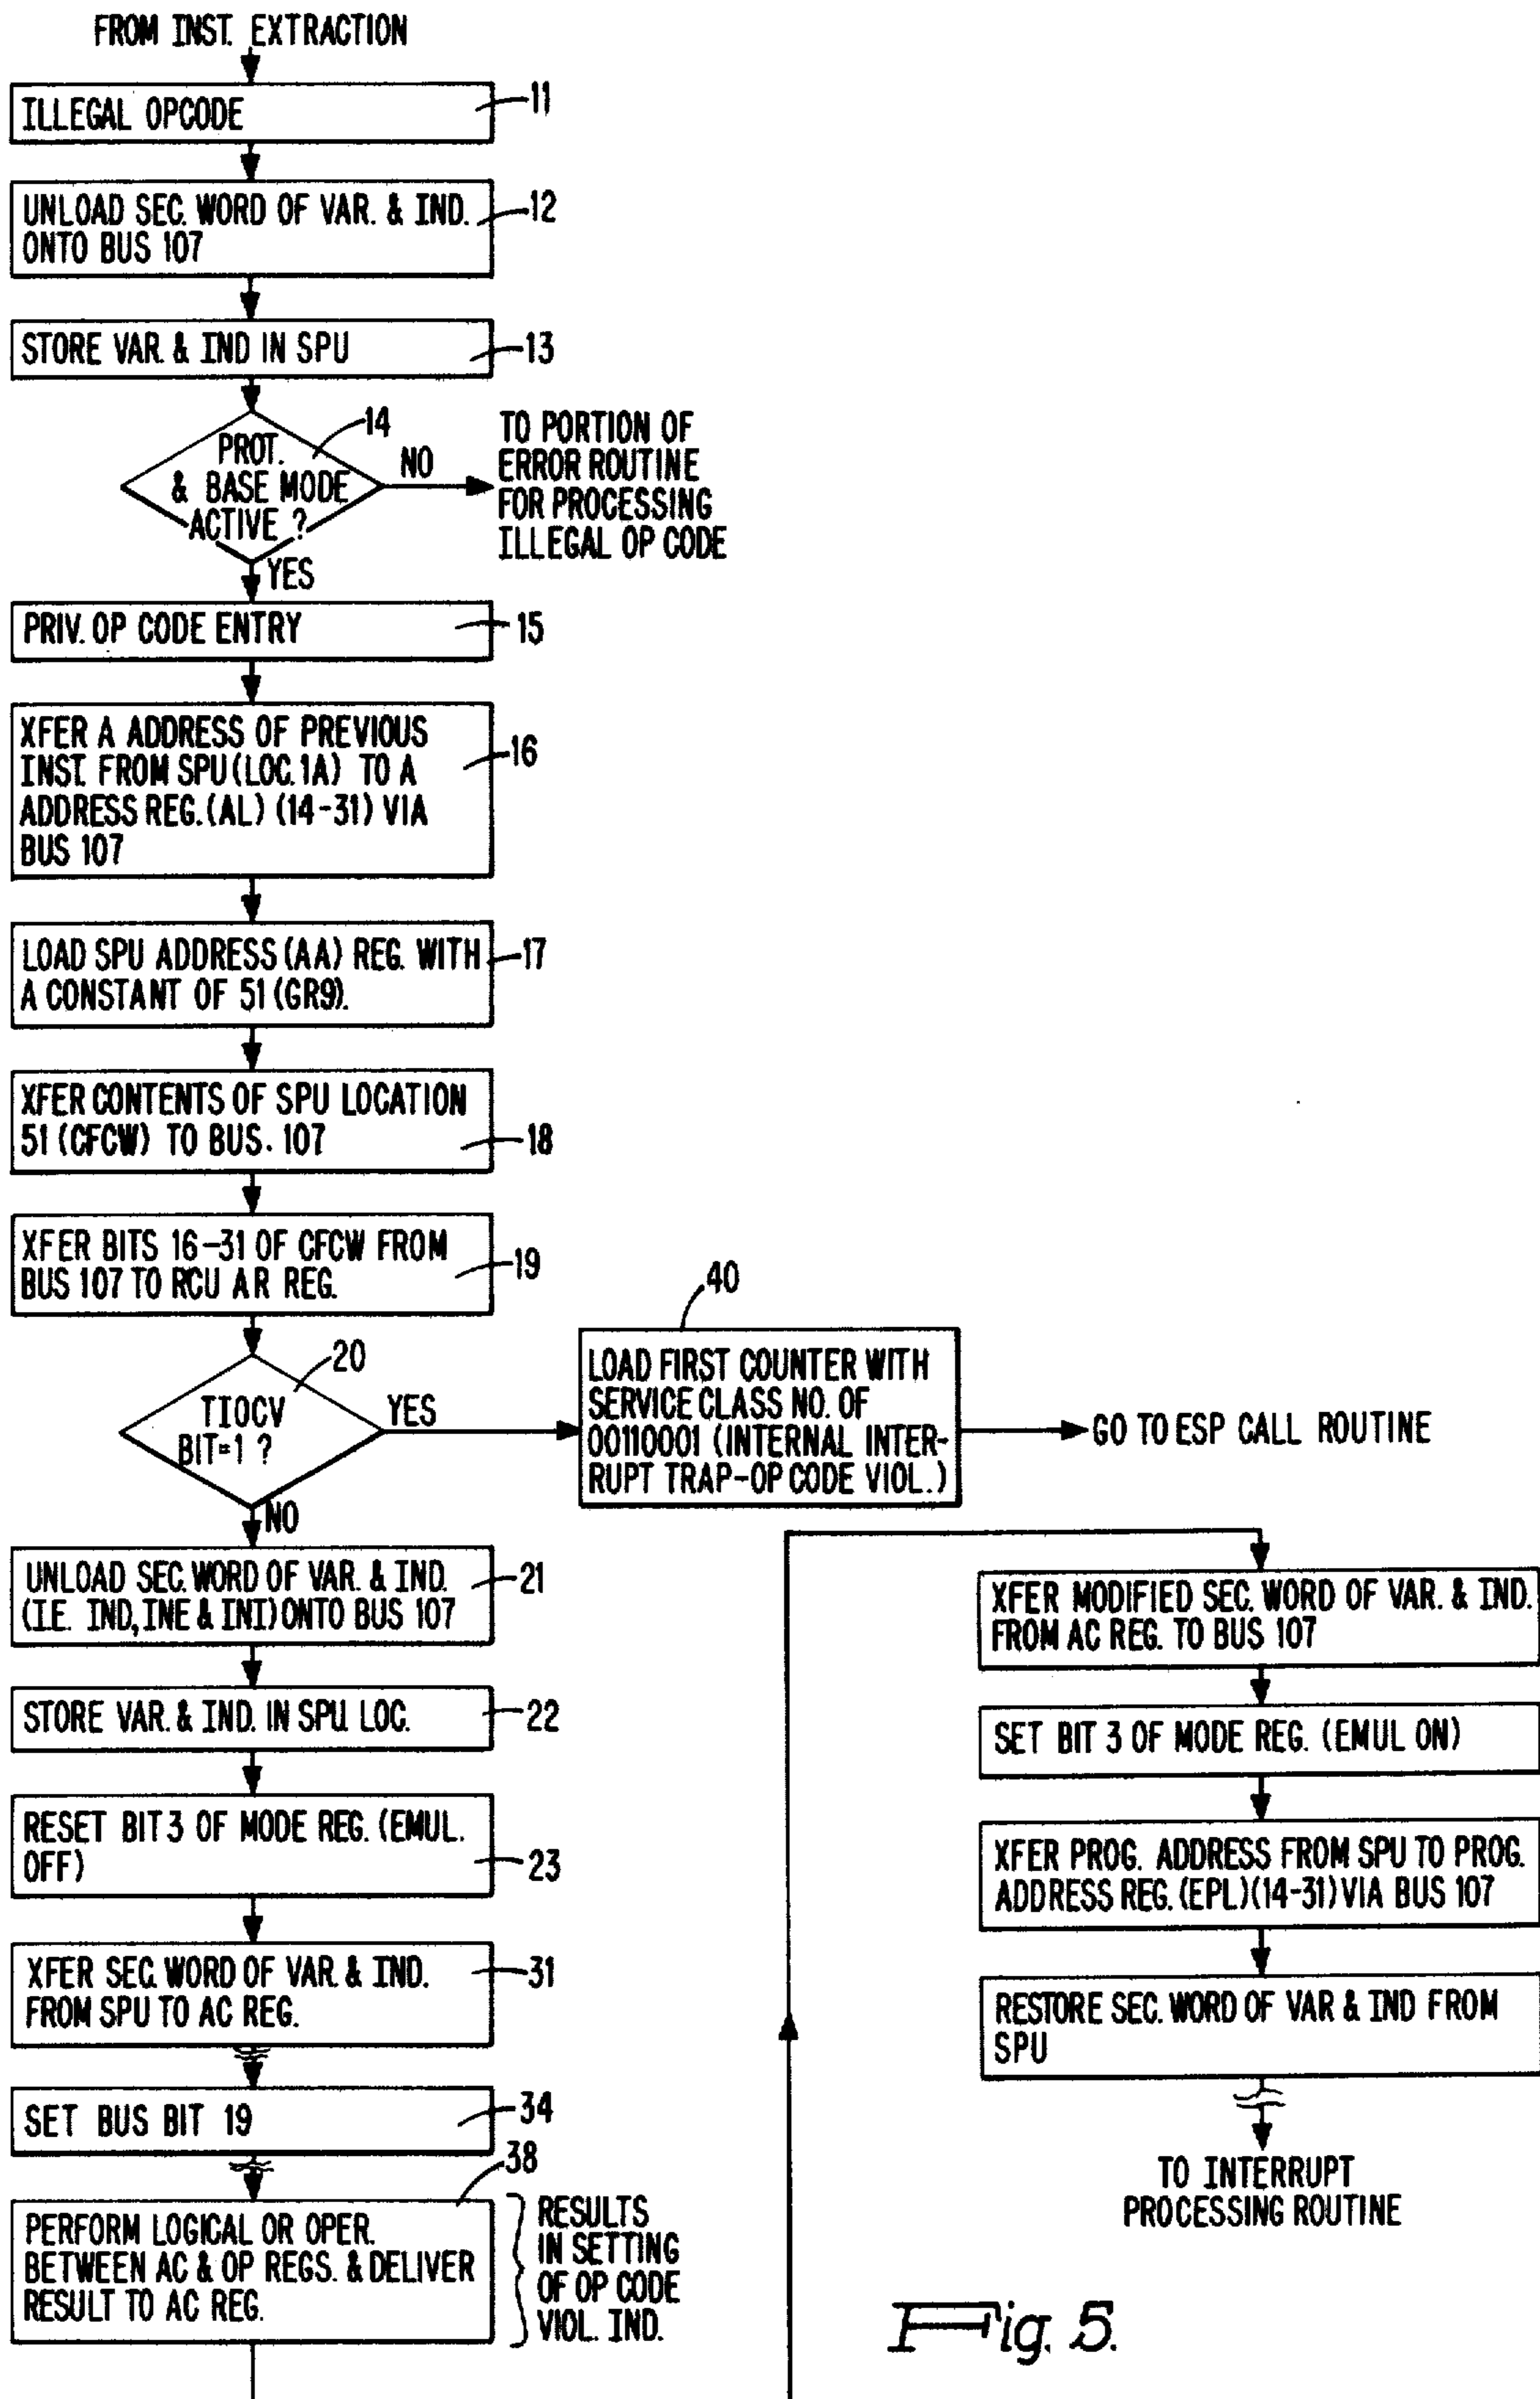 FROM INST. EXTRACTION
ILLEGAL OPCODE
11
UNLOAD SEC. WORD OF VAR. & IND.
ONTO BUS 107
12
STORE VAR. & IND IN SPU
13
14
PROT.
& BASE MODE
ACTIVE ?
NO
TO PORTION OF
ERROR ROUTINE
FOR PROCESSING
ILLEGAL OP CODE
YES
PRIV. OP CODE ENTRY
15
XFER A ADDRESS OF PREVIOUS
INST. FROM SPU (LOC. 1A) TO A
ADDRESS REG. (AL) (14-31) VIA
BUS 107
16
LOAD SPU ADDRESS (AA) REG. WITH
A CONSTANT OF 51 (GR9).
17
XFER CONTENTS OF SPU LOCATION
51 (CFCW) TO BUS. 107
18
XFER BITS 16-31 OF CFCW FROM
BUS 107 TO RCU AR REG.
19
20
TIOCV
BIT=1 ?
YES
40
LOAD FIRST COUNTER WITH
SERVICE CLASS NO. OF
00110001 (INTERNAL INTER-
RUPT TRAP-OP CODE VIOL.)
GO TO ESP CALL ROUTINE
NO
UNLOAD SEC. WORD OF VAR. & IND.
(I.E. IND, INE & INI) ONTO BUS 107
21
STORE VAR. & IND. IN SPU. LOC.
22
RESET BIT 3 OF MODE REG. (EMUL.
OFF)
23
XFER SEC. WORD OF VAR. & IND.
FROM SPU TO AC REG.
31
SET BUS BIT 19
34
38
PERFORM LOGICAL OR OPER.
BETWEEN AC & OP REGS. & DELIVER
RESULT TO AC REG.
RESULTS
IN SETTING
OF OP CODE
VIOL. IND.
XFER MODIFIED SEC. WORD OF VAR. & IND.
FROM AC REG. TO BUS 107
SET BIT 3 OF MODE REG. (EMUL ON)
XFER PROG. ADDRESS FROM SPU TO PROG.
ADDRESS REG. (EPL) (14-31) VIA BUS 107
RESTORE SEC. WORD OF VAR & IND FROM
SPU
TO INTERRUPT
PROCESSING ROUTINE
Fig. 5.